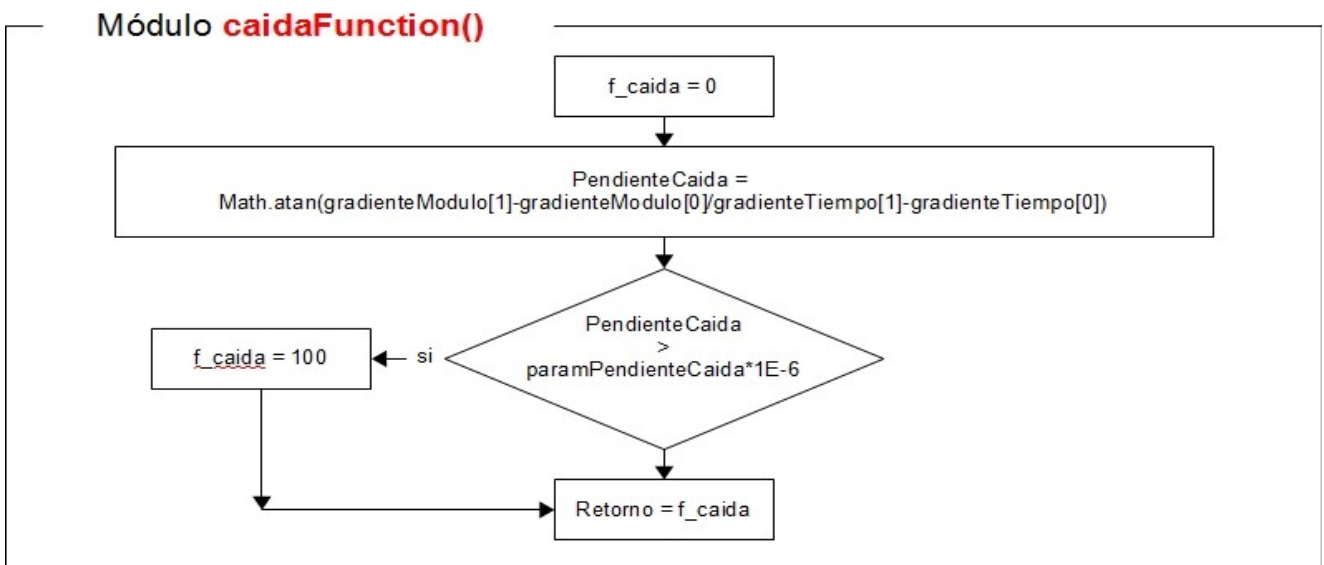 Módulo caidaFunction()
f_caida = 0
PendienteCaida =
Math.atan(gradienteModulo[1]-gradienteModulo[0]/gradienteTiempo[1]-gradienteTiempo[0])
PendienteCaida
>
paramPendienteCaida*1E-6
si
f_caida = 100
Retorno = f_caida